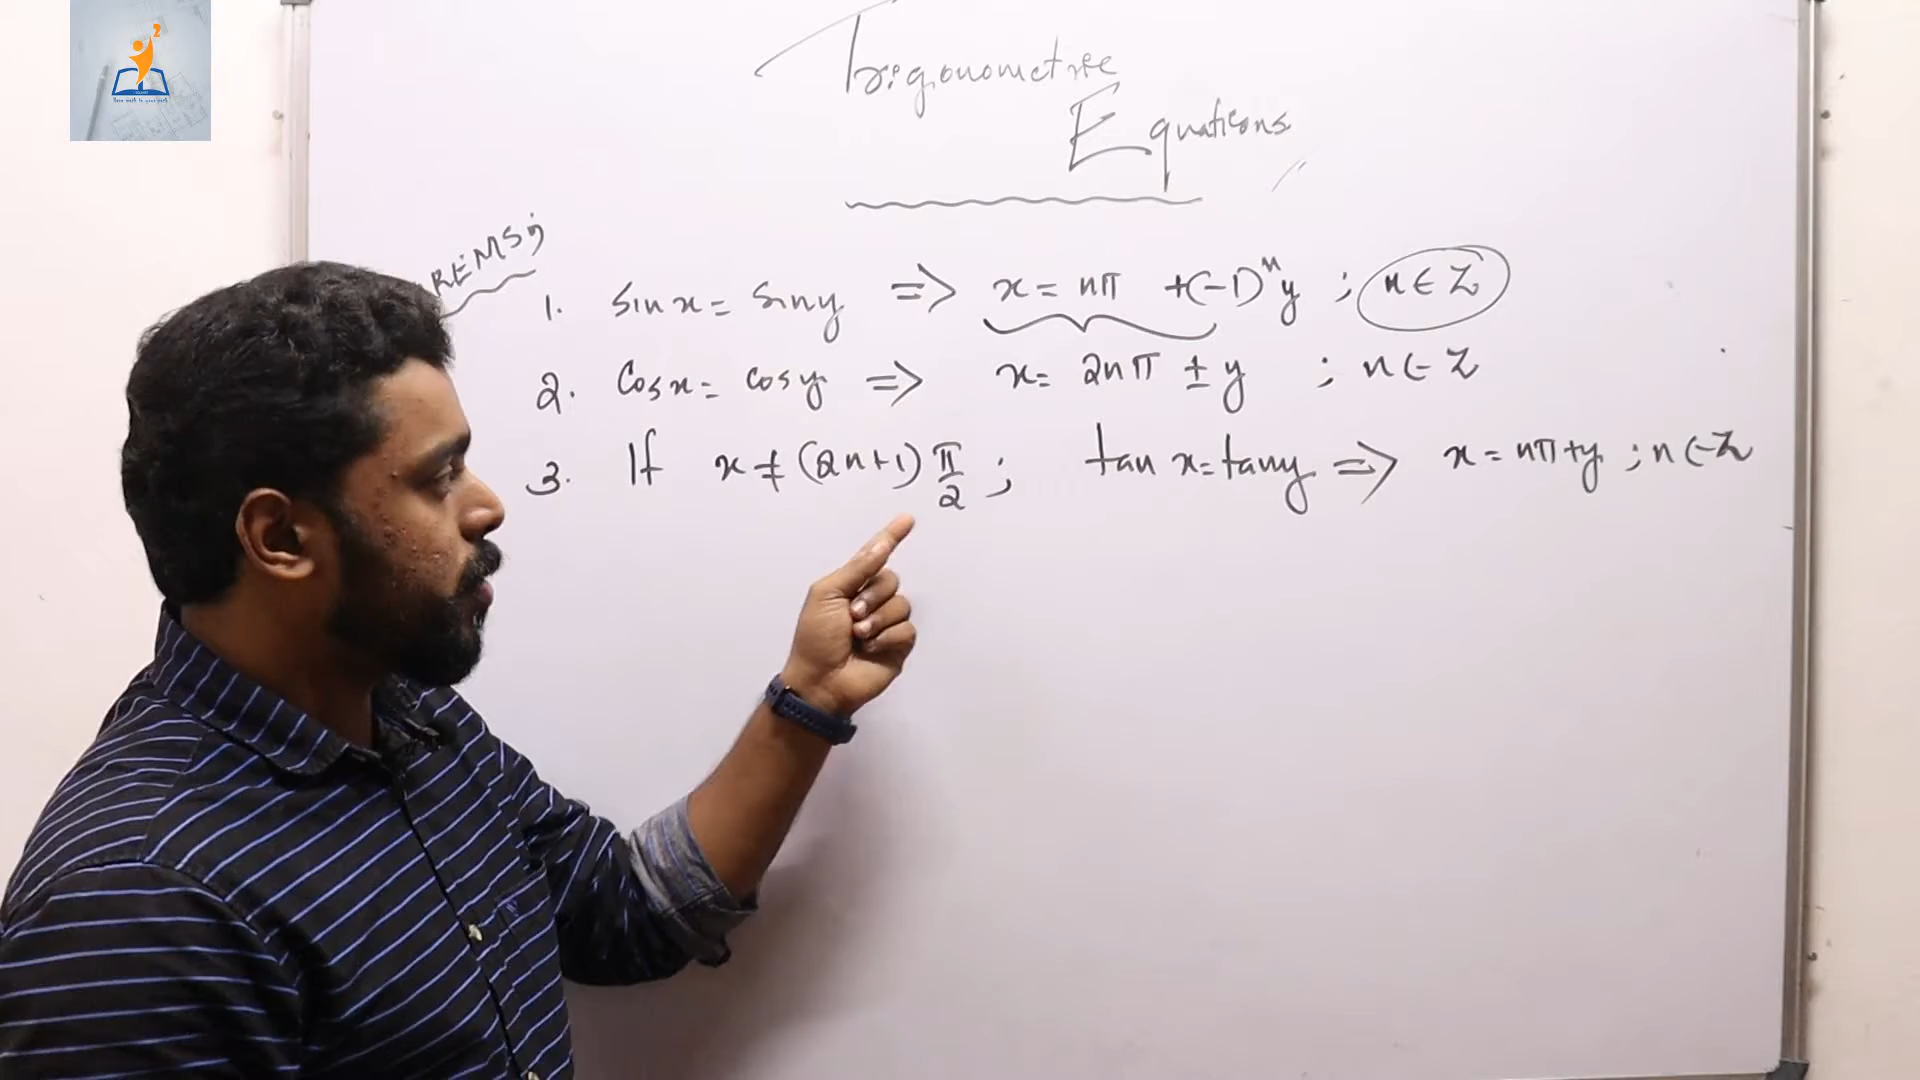 Trigonometric
Equations
REMS:
1. sin x = sin y => x = nπ + (-1)ⁿ y ; n ∈ Z
2. Cos x = cos y => x = 2nπ ± y ; n ∈ Z
3. If x ≠ (2n+1) π/2 ; tan x = tan y => x = nπ + y ; n ∈ Z